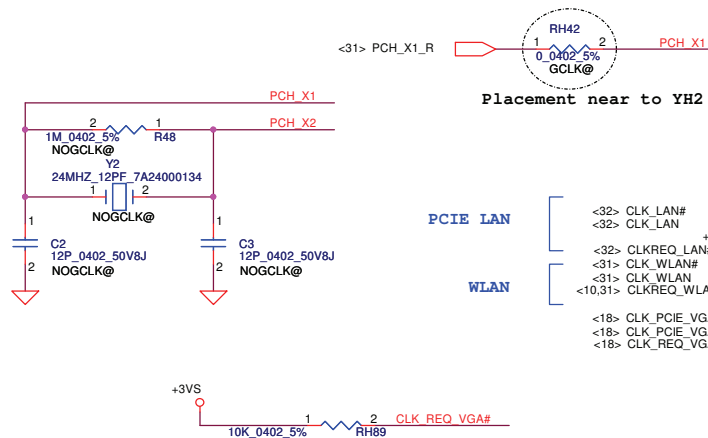 RH42
<31> PCH_X1_R
1
2
PCH_X1
0_0402_5%
GCLK@
Placement near to YH2
PCH_X1
PCH_X2
2
1
1M_0402_5%
R48
NOGCLK@
Y2
24MHZ_12PF_7A24000134
1
2
NOGCLK@
1
C2
12P_0402_50V8J
2
NOGCLK@
1
C3
12P_0402_50V8J
2
NOGCLK@
PCIE LAN
<32> CLK_LAN#
<32> CLK_LAN
+
<32> CLKREQ_LAN#
WLAN
<31> CLK_WLAN#
<31> CLK_WLAN
<10,31> CLKREQ_WLA
<18> CLK_PCIE_VG
<18> CLK_PCIE_VG
<18> CLK_REQ_VG
+3VS
1
2
CLK_REQ_VGA#
10K_0402_5%
RH89